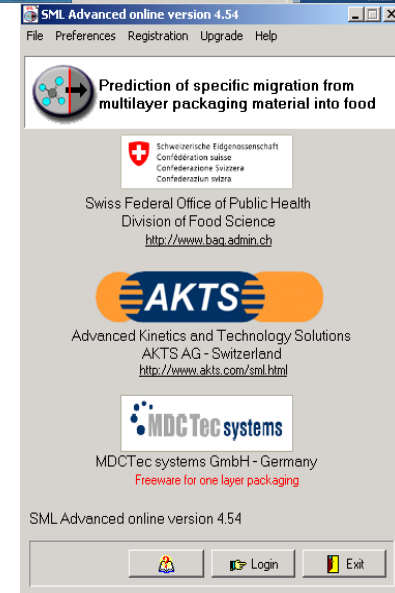 SML Advanced online version 4.54
File Preferences Registration Upgrade Help
Prediction of specific migration from
multilayer packaging material into food
Schweizerische Eidgenossenschaft
Confédération suisse
Confederazione Svizzera
Confederaziun svizra
Swiss Federal Office of Public Health
Division of Food Science
http://www.bag.admin.ch
AKTS
Advanced Kinetics and Technology Solutions
AKTS AG - Switzerland
http://www.akts.com/sml.html
MDCTec systems
MDCTec systems GmbH - Germany
Freeware for one layer packaging
SML Advanced online version 4.54
Login Exit